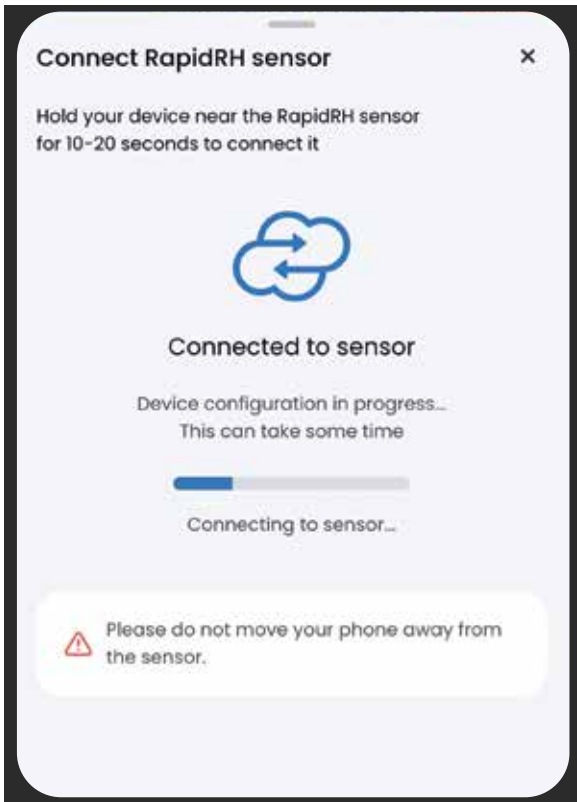 Connect RapidRH sensor
Hold your device near the RapidRH sensor
for 10-20 seconds to connect it
Connected to sensor
Device configuration in progress...
This can take some time
Connecting to sensor...
Please do not move your phone away from
the sensor.